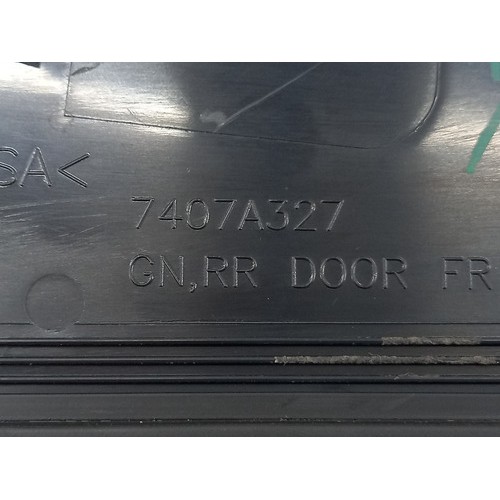 SA<
7407A327
GN,RR DOOR FR